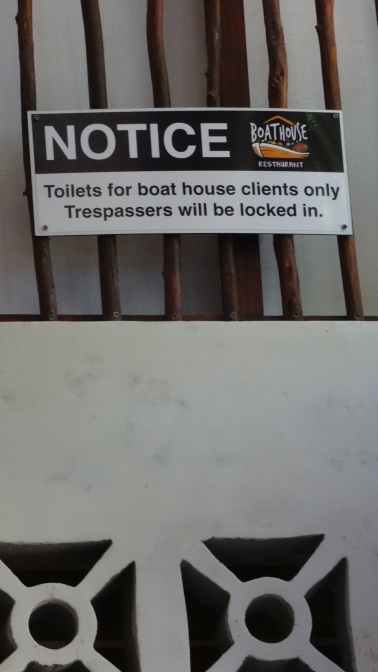 NOTICE
BOATHOUSE
RESTAURANT
Toilets for boat house clients only
Trespassers will be locked in.